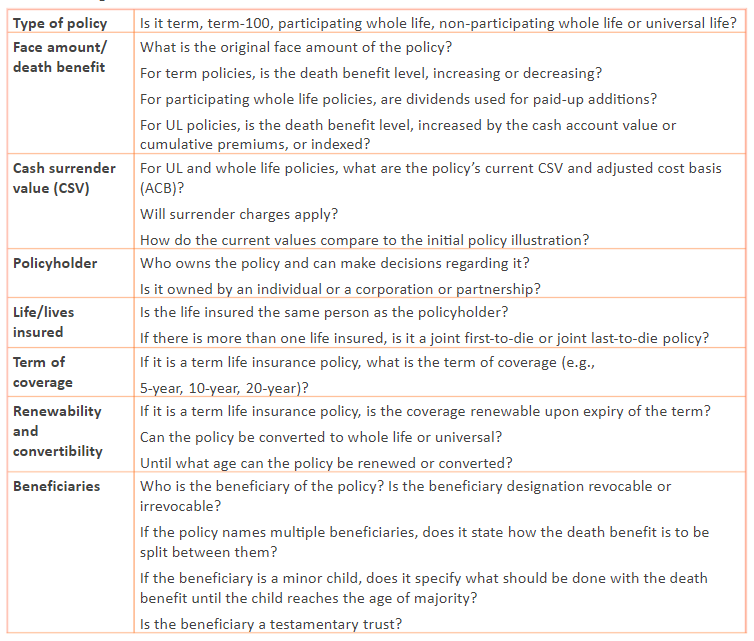 Type of policy
Is it term, term-100, participating whole life, non-participating whole life or universal life?
Face amount/
death benefit
What is the original face amount of the policy?
For term policies, is the death benefit level, increasing or decreasing?
For participating whole life policies, are dividends used for paid-up additions?
For UL policies, is the death benefit level, increased by the cash account value or
cumulative premiums, or indexed?
Cash surrender
value (CSV)
For UL and whole life policies, what are the policy's current CSV and adjusted cost basis
(ACB)?
Will surrender charges apply?
How do the current values compare to the initial policy illustration?
Policyholder
Who owns the policy and can make decisions regarding it?
Is it owned by an individual or a corporation or partnership?
Life/lives
insured
Is the life insured the same person as the policyholder?
If there is more than one life insured, is it a joint first-to-die or joint last-to-die policy?
Term of
coverage
If it is a term life insurance policy, what is the term of coverage (e.g.,
5-year, 10-year, 20-year)?
Renewability
and
convertibility
If it is a term life insurance policy, is the coverage renewable upon expiry of the term?
Can the policy be converted to whole life or universal?
Until what age can the policy be renewed or converted?
Beneficiaries
Who is the beneficiary of the policy? Is the beneficiary designation revocable or
irrevocable?
If the policy names multiple beneficiaries, does it state how the death benefit is to be
split between them?
If the beneficiary is a minor child, does it specify what should be done with the death
benefit until the child reaches the age of majority?
Is the beneficiary a testamentary trust?